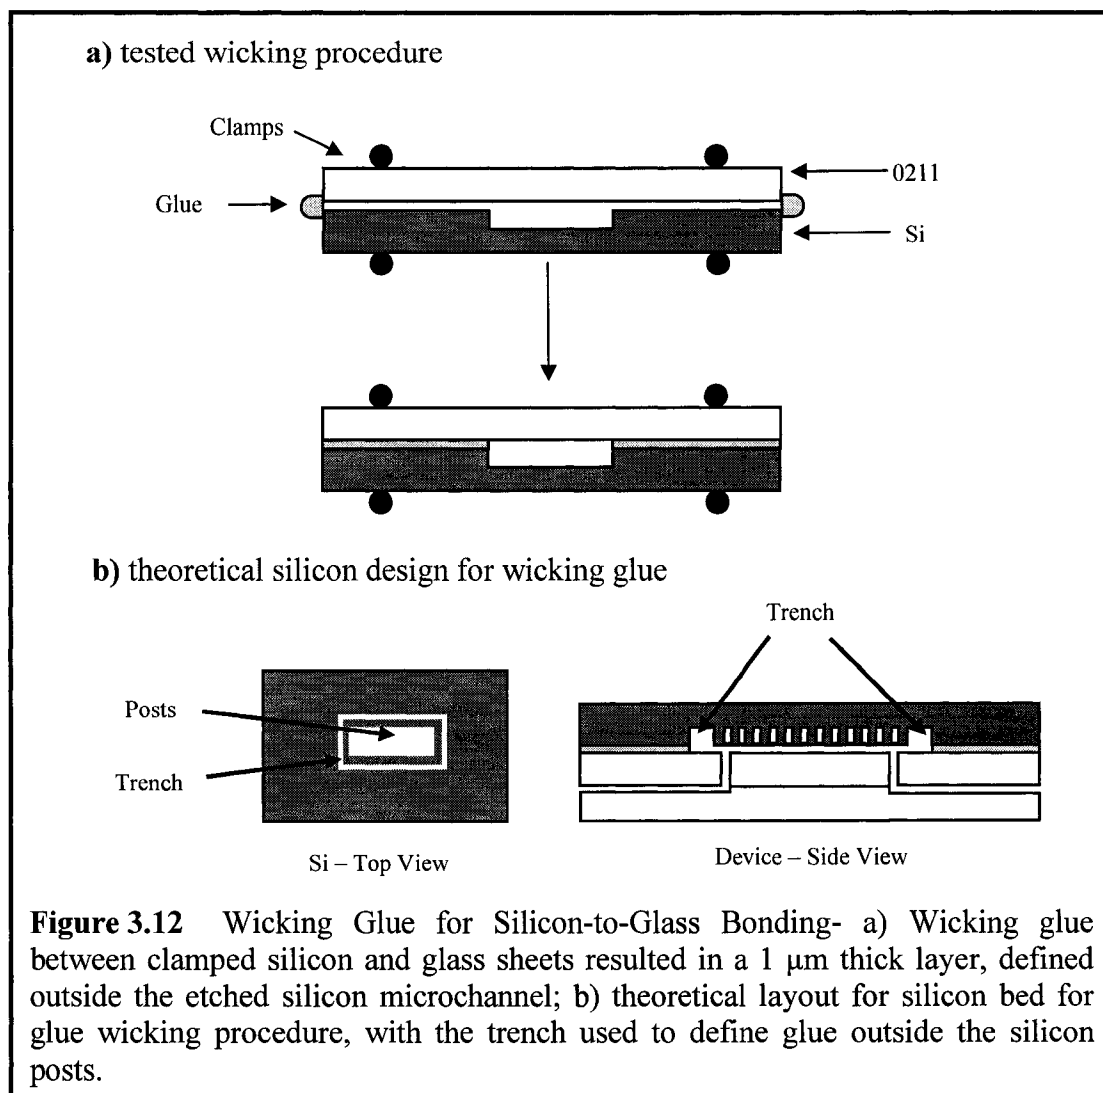 a) tested wicking procedure
Clamps
0211
Glue
Si
b) theoretical silicon design for wicking glue
Trench
Posts
Trench
Si – Top View
Device – Side View
Figure 3.12 Wicking Glue for Silicon-to-Glass Bonding- a) Wicking glue
between clamped silicon and glass sheets resulted in a 1 μm thick layer, defined
outside the etched silicon microchannel; b) theoretical layout for silicon bed for
glue wicking procedure, with the trench used to define glue outside the silicon
posts.